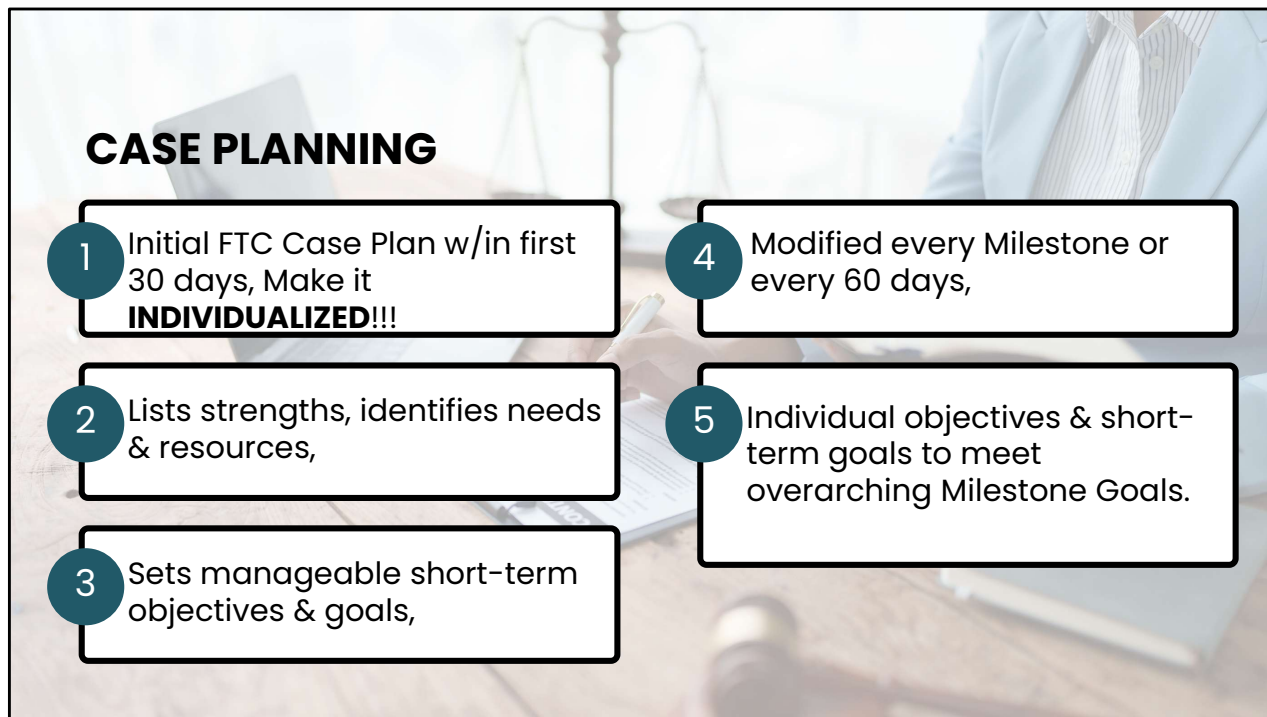 CASE PLANNING
1
Initial FTC Case Plan w/in first
30 days, Make it
INDIVIDUALIZED!!!
2
Lists strengths, identifies needs
& resources,
3
Sets manageable short-term
objectives & goals,
4
Modified every Milestone or
every 60 days,
5
Individual objectives & short-
term goals to meet
overarching Milestone Goals.